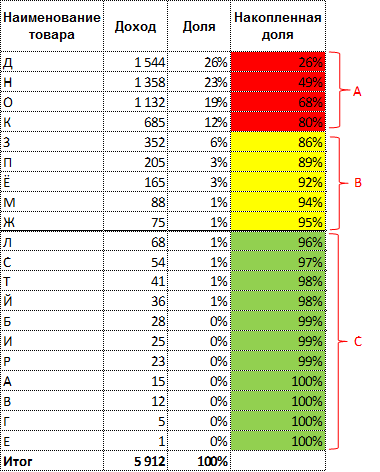 Наименование товара Доход Доля Накопленная доля
Д 1 544 26% 26%
Н 1 358 23% 49%
О 1 132 19% 68%
К 685 12% 80%
A
З 352 6% 86%
П 205 3% 89%
Ё 165 3% 92%
М 88 1% 94%
Ж 75 1% 95%
B
Л 68 1% 96%
С 54 1% 97%
Т 41 1% 98%
Й 36 1% 98%
Б 28 0% 99%
И 25 0% 99%
Р 23 0% 99%
А 15 0% 100%
В 12 0% 100%
Г 5 0% 100%
Е 1 0% 100%
C
Итог 5 912 100%